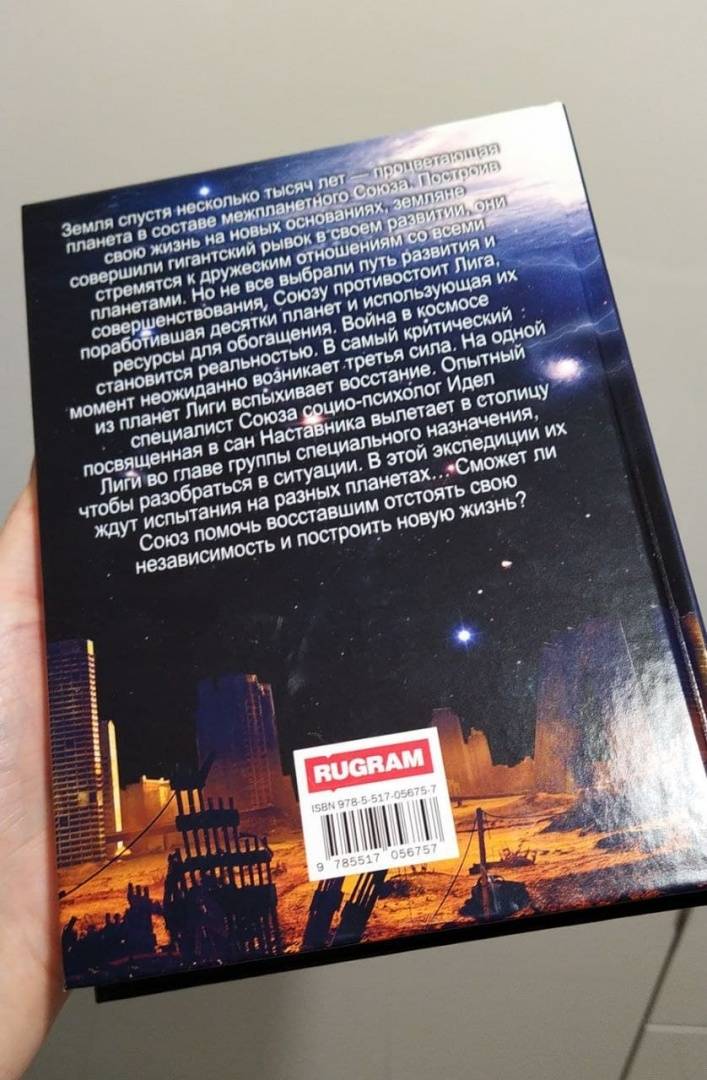 Земля спустя несколько тысяч лет — процветающая
планета в составе межпланетного Союза. Построив
свою жизнь на новых основаниях, земляне
совершили гигантский рывок в своем развитии, они
стремятся к дружеским отношениям со всеми
планетами. Но не все выбрали путь развития и
совершенствования, Союзу противостоит Лига,
поработившая десятки планет и использующая их
ресурсы для обогащения. Война в космосе
становится реальностью. В самый критический
момент неожиданно возникает третья сила. На одной
из планет Лиги вспыхивает восстание. Опытный
специалист Союза социо-психолог Идел
посвященная в сан Наставника вылетает в столицу
Лиги во главе группы специального назначения,
чтобы разобраться в ситуации. В этой экспедиции их
ждут испытания на разных планетах... Сможет ли
Союз помочь восставшим отстоять свою
независимость и построить новую жизнь?
RUGRAM
ISBN 978-5-517-05675-7
9 785517 056757